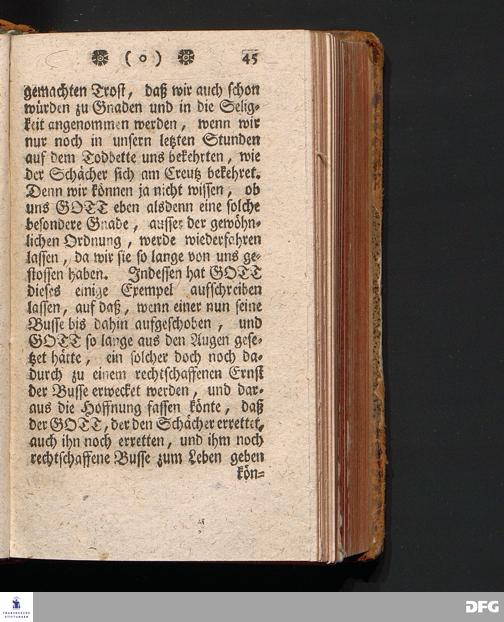 ( o ) 45
gemachten Trost, daß wir auch schon
würden zu Gnaden und in die Selig-
keit angenommen werden, wenn wir
nur noch in unsern letzten Stunden
auf dem Todbette uns bekehrten, wie
der Schächer sich am Creutz bekehret.
Denn wir können ja nicht wissen, ob
uns GOTT eben alsdenn eine solche
besondere Gnade, ausser der gewöhn-
lichen Ordnung, werde wiederfahren
lassen, da wir sie so lange von uns ge-
stossen haben. Indessen hat GOTT
dieses einige Exempel aufschreiben
lassen, auf daß, wenn einer nun seine
Busse bis dahin aufgeschoben, und
GOTT so lange aus den Augen gese-
tzet hätte, ein solcher doch noch da-
durch zu einem rechtschaffenen Ernst
der Busse erwecket werden, und dar-
aus die Hoffnung fassen könte, daß
der GOTT, der den Schächer errettet,
auch ihn noch erretten, und ihm noch
rechtschaffene Busse zum Leben geben
kön-
FRANCKESCHE
STIFTUNGEN
DFG